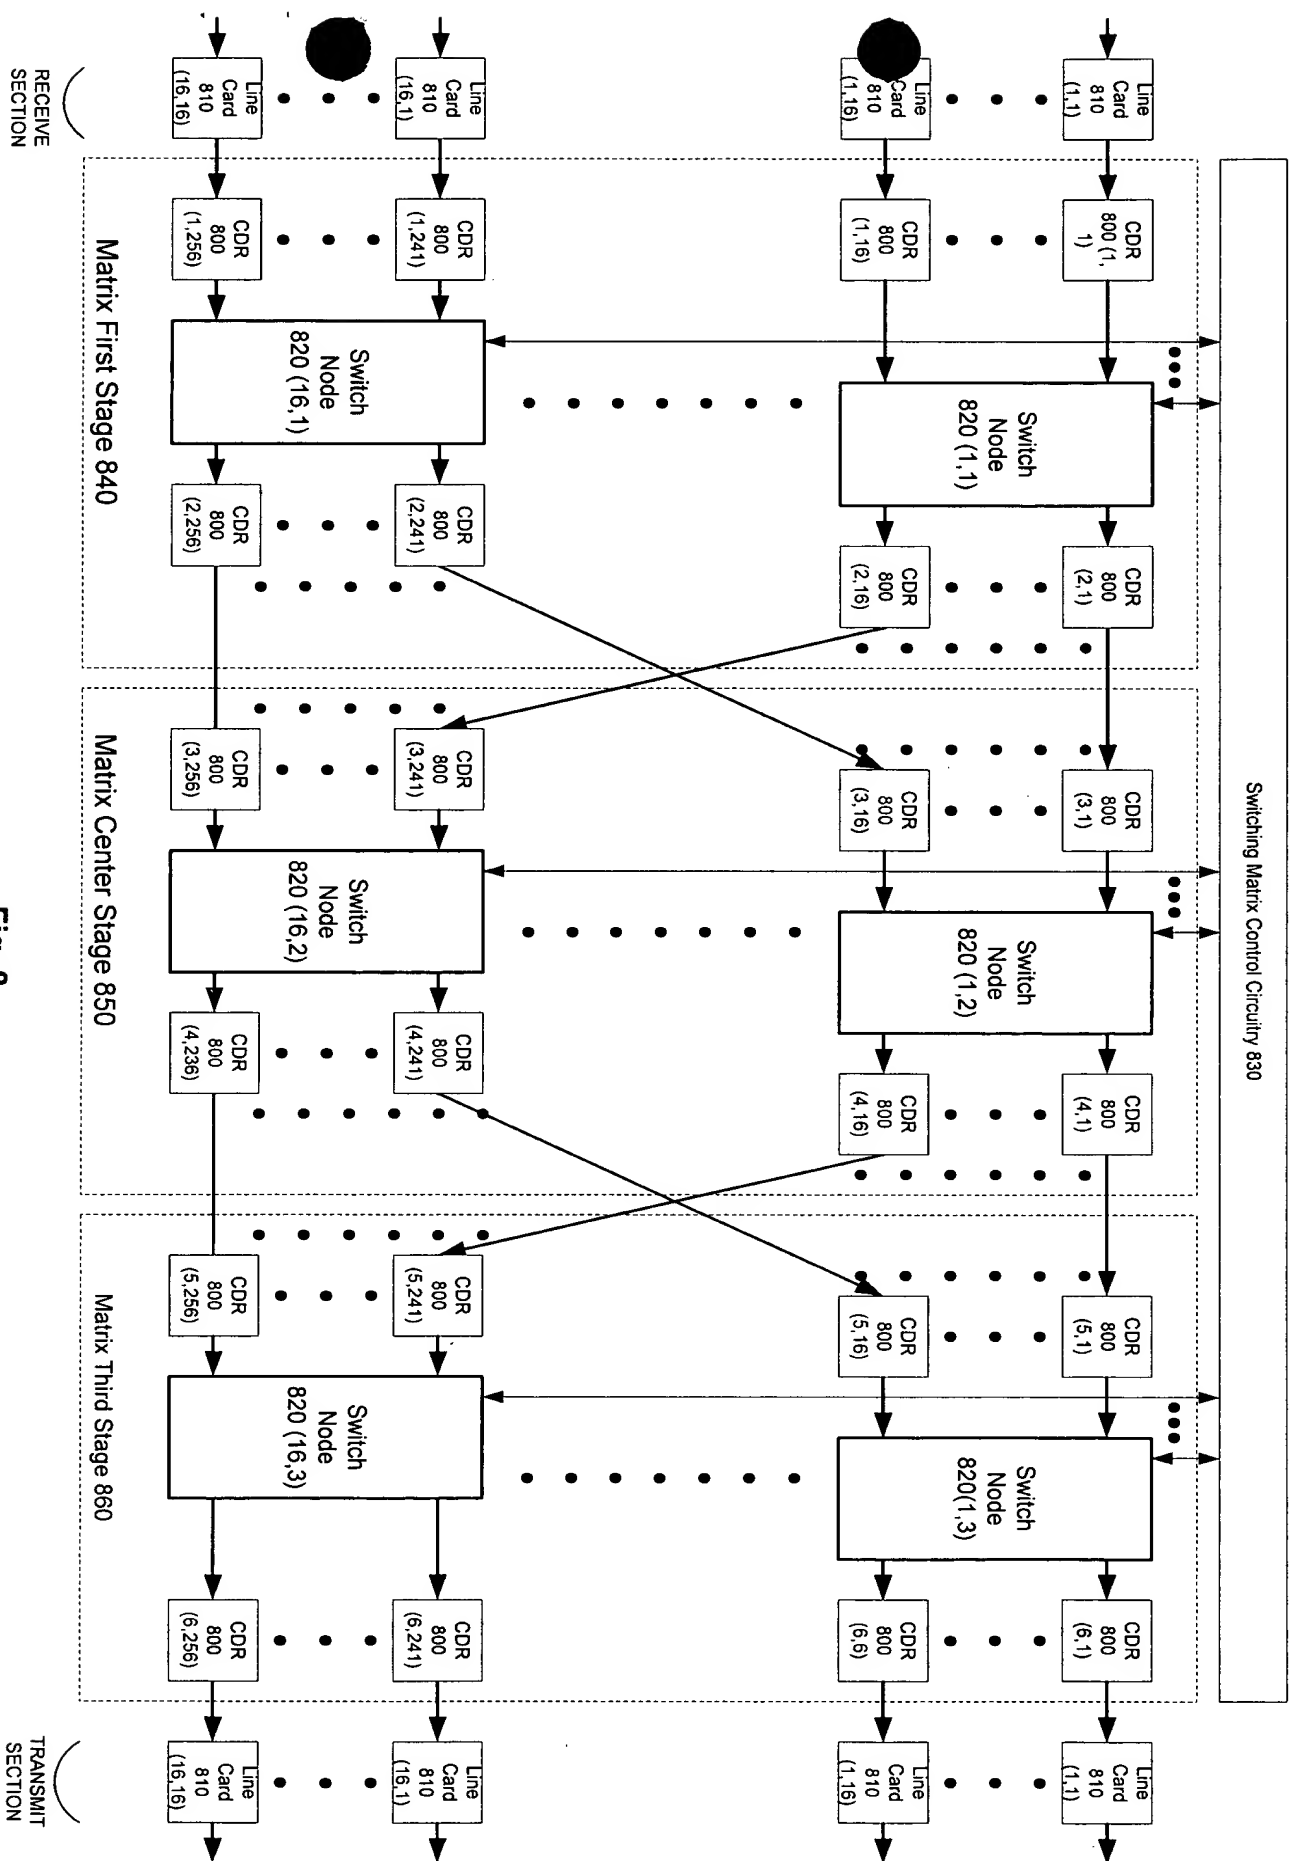 Switching Matrix Control Circuitry 830
Line
Card
810
(1,1)
CDR
800 (1,
1)
Switch
Node
820 (1,1)
CDR
800
(2,1)
CDR
800
(3,1)
Switch
Node
820 (1,2)
CDR
800
(4,1)
CDR
800
(5,1)
Switch
Node
820(1,3)
CDR
800
(6,1)
Line
Card
810
(1,1)
Line
Card
810
(1,16)
CDR
800
(1,16)
CDR
800
(2,16)
CDR
800
(3,16)
CDR
800
(4,16)
CDR
800
(5,16)
CDR
800
(6,6)
Line
Card
810
(1,16)
Line
Card
810
(16,1)
CDR
800
(1,241)
Switch
Node
820 (16,1)
CDR
800
(2,241)
CDR
800
(3,241)
Switch
Node
820 (16,2)
CDR
800
(4,241)
CDR
800
(5,241)
Switch
Node
820 (16,3)
CDR
800
(6,241)
Line
Card
810
(16,1)
Line
Card
810
(16,16)
CDR
800
(1,256)
CDR
800
(2,256)
CDR
800
(3,256)
CDR
800
(4,236)
CDR
800
(5,256)
CDR
800
(6,256)
Line
Card
810
(16,16)
Matrix First Stage 840
Matrix Center Stage 850
Matrix Third Stage 860
RECEIVE
SECTION
TRANSMIT
SECTION
Fig.